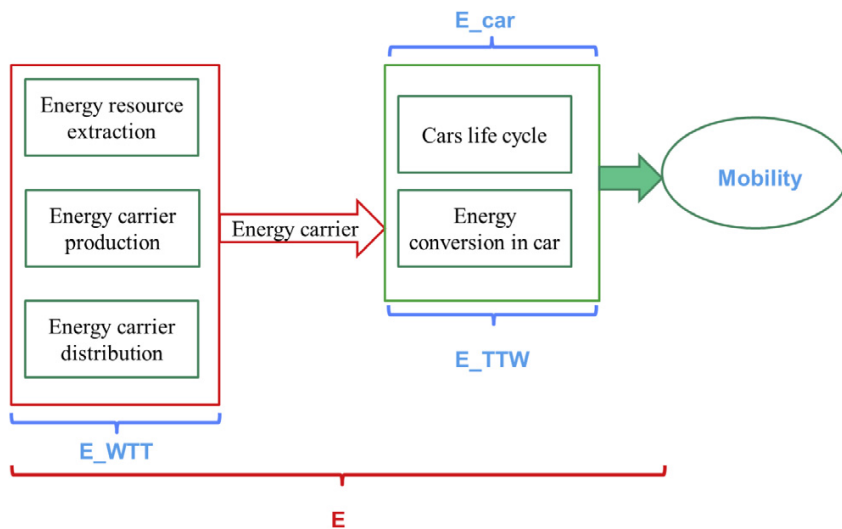 E_car
Energy resource
extraction
Cars life cycle
Mobility
Energy carrier
production
Energy carrier
Energy
conversion in car
Energy carrier
distribution
E_TTW
E_WTT
E